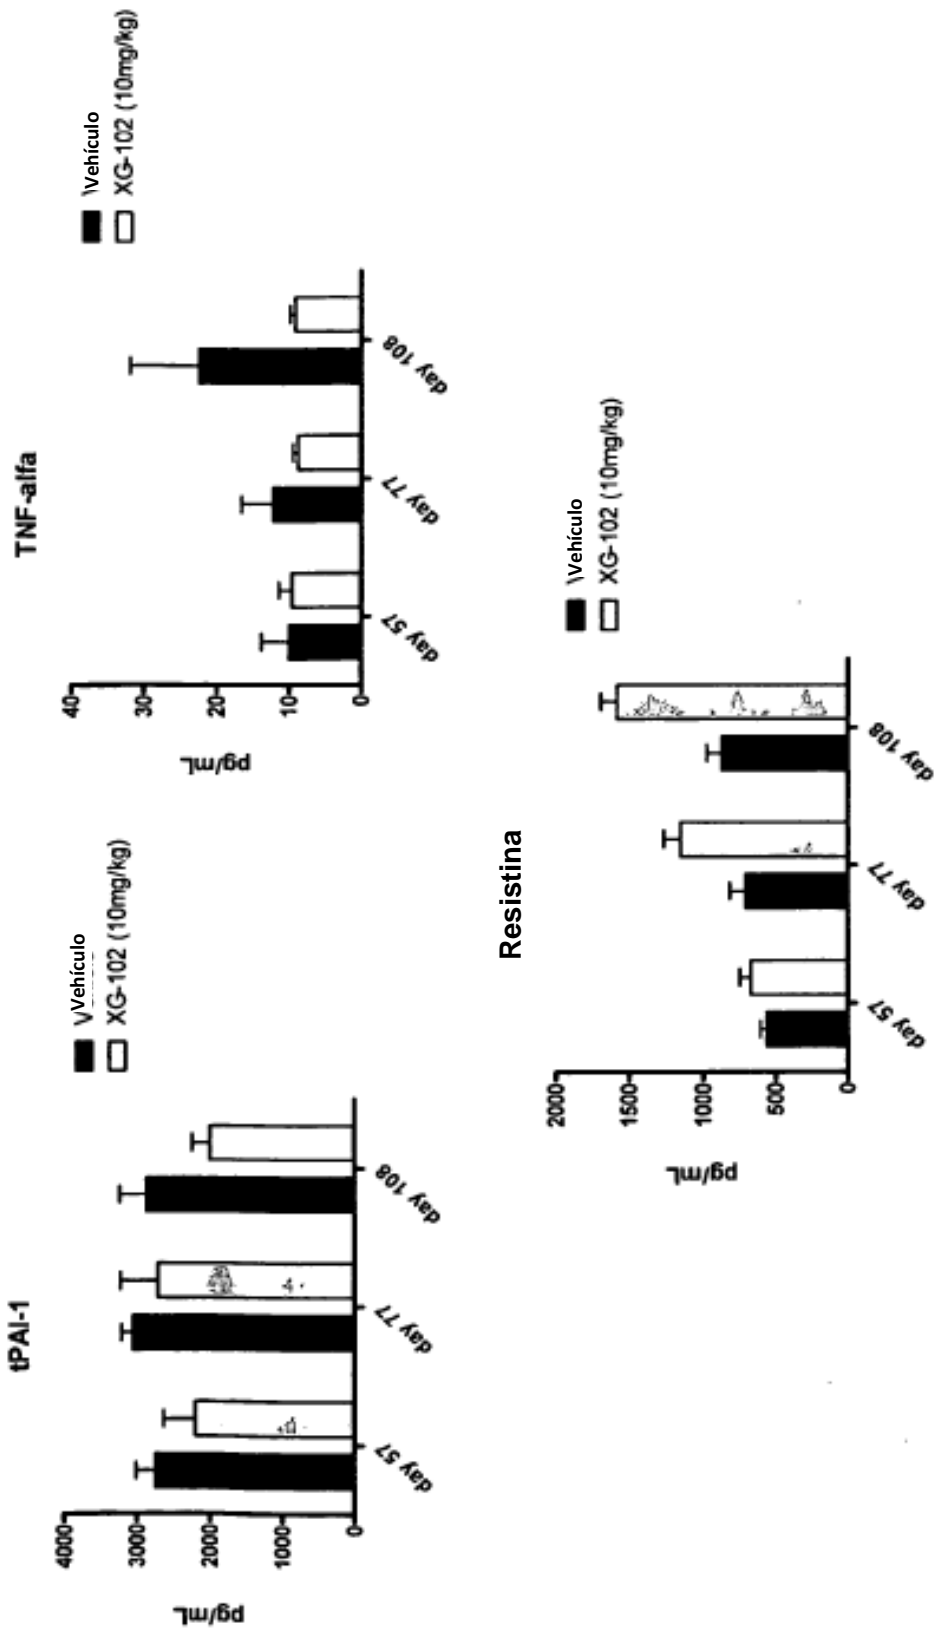 tPAI-1
pg/mL
4000
3000
2000
1000
0
day 57
day 77
day 108
Vehículo
XG-102 (10mg/kg)
TNF-alfa
pg/mL
40
30
20
10
0
day 57
day 77
day 108
Vehículo
XG-102 (10mg/kg)
Resistina
pg/mL
2000
1500
1000
500
0
day 57
day 77
day 108
Vehículo
XG-102 (10mg/kg)